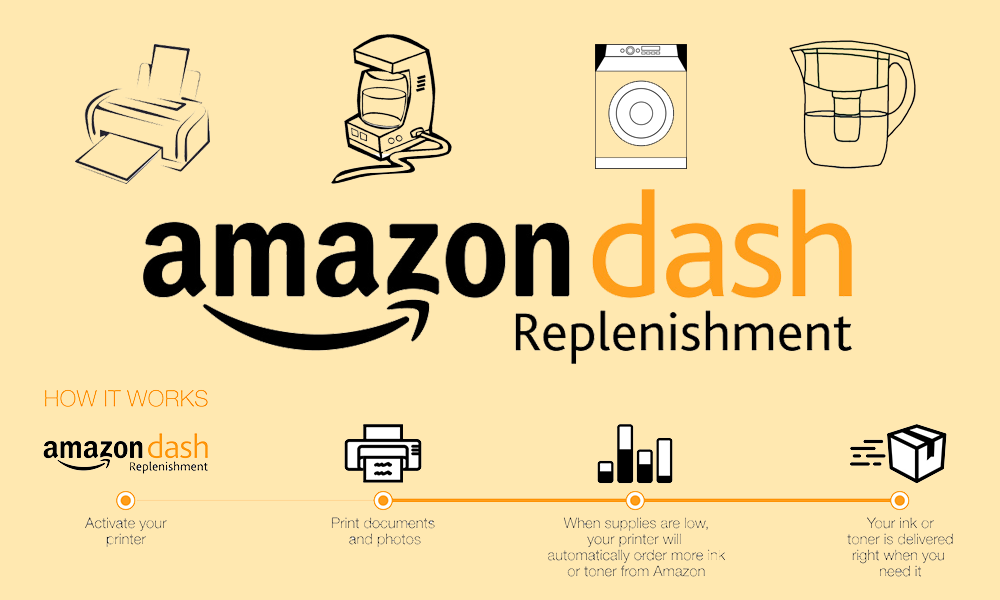 amazon dash
Replenishment
HOW IT WORKS
amazon dash
Replenishment
Activate your
printer
Print documents
and photos
When supplies are low,
your printer will
automatically order more ink
or toner from Amazon
Your ink or
toner is delivered
right when you
need it